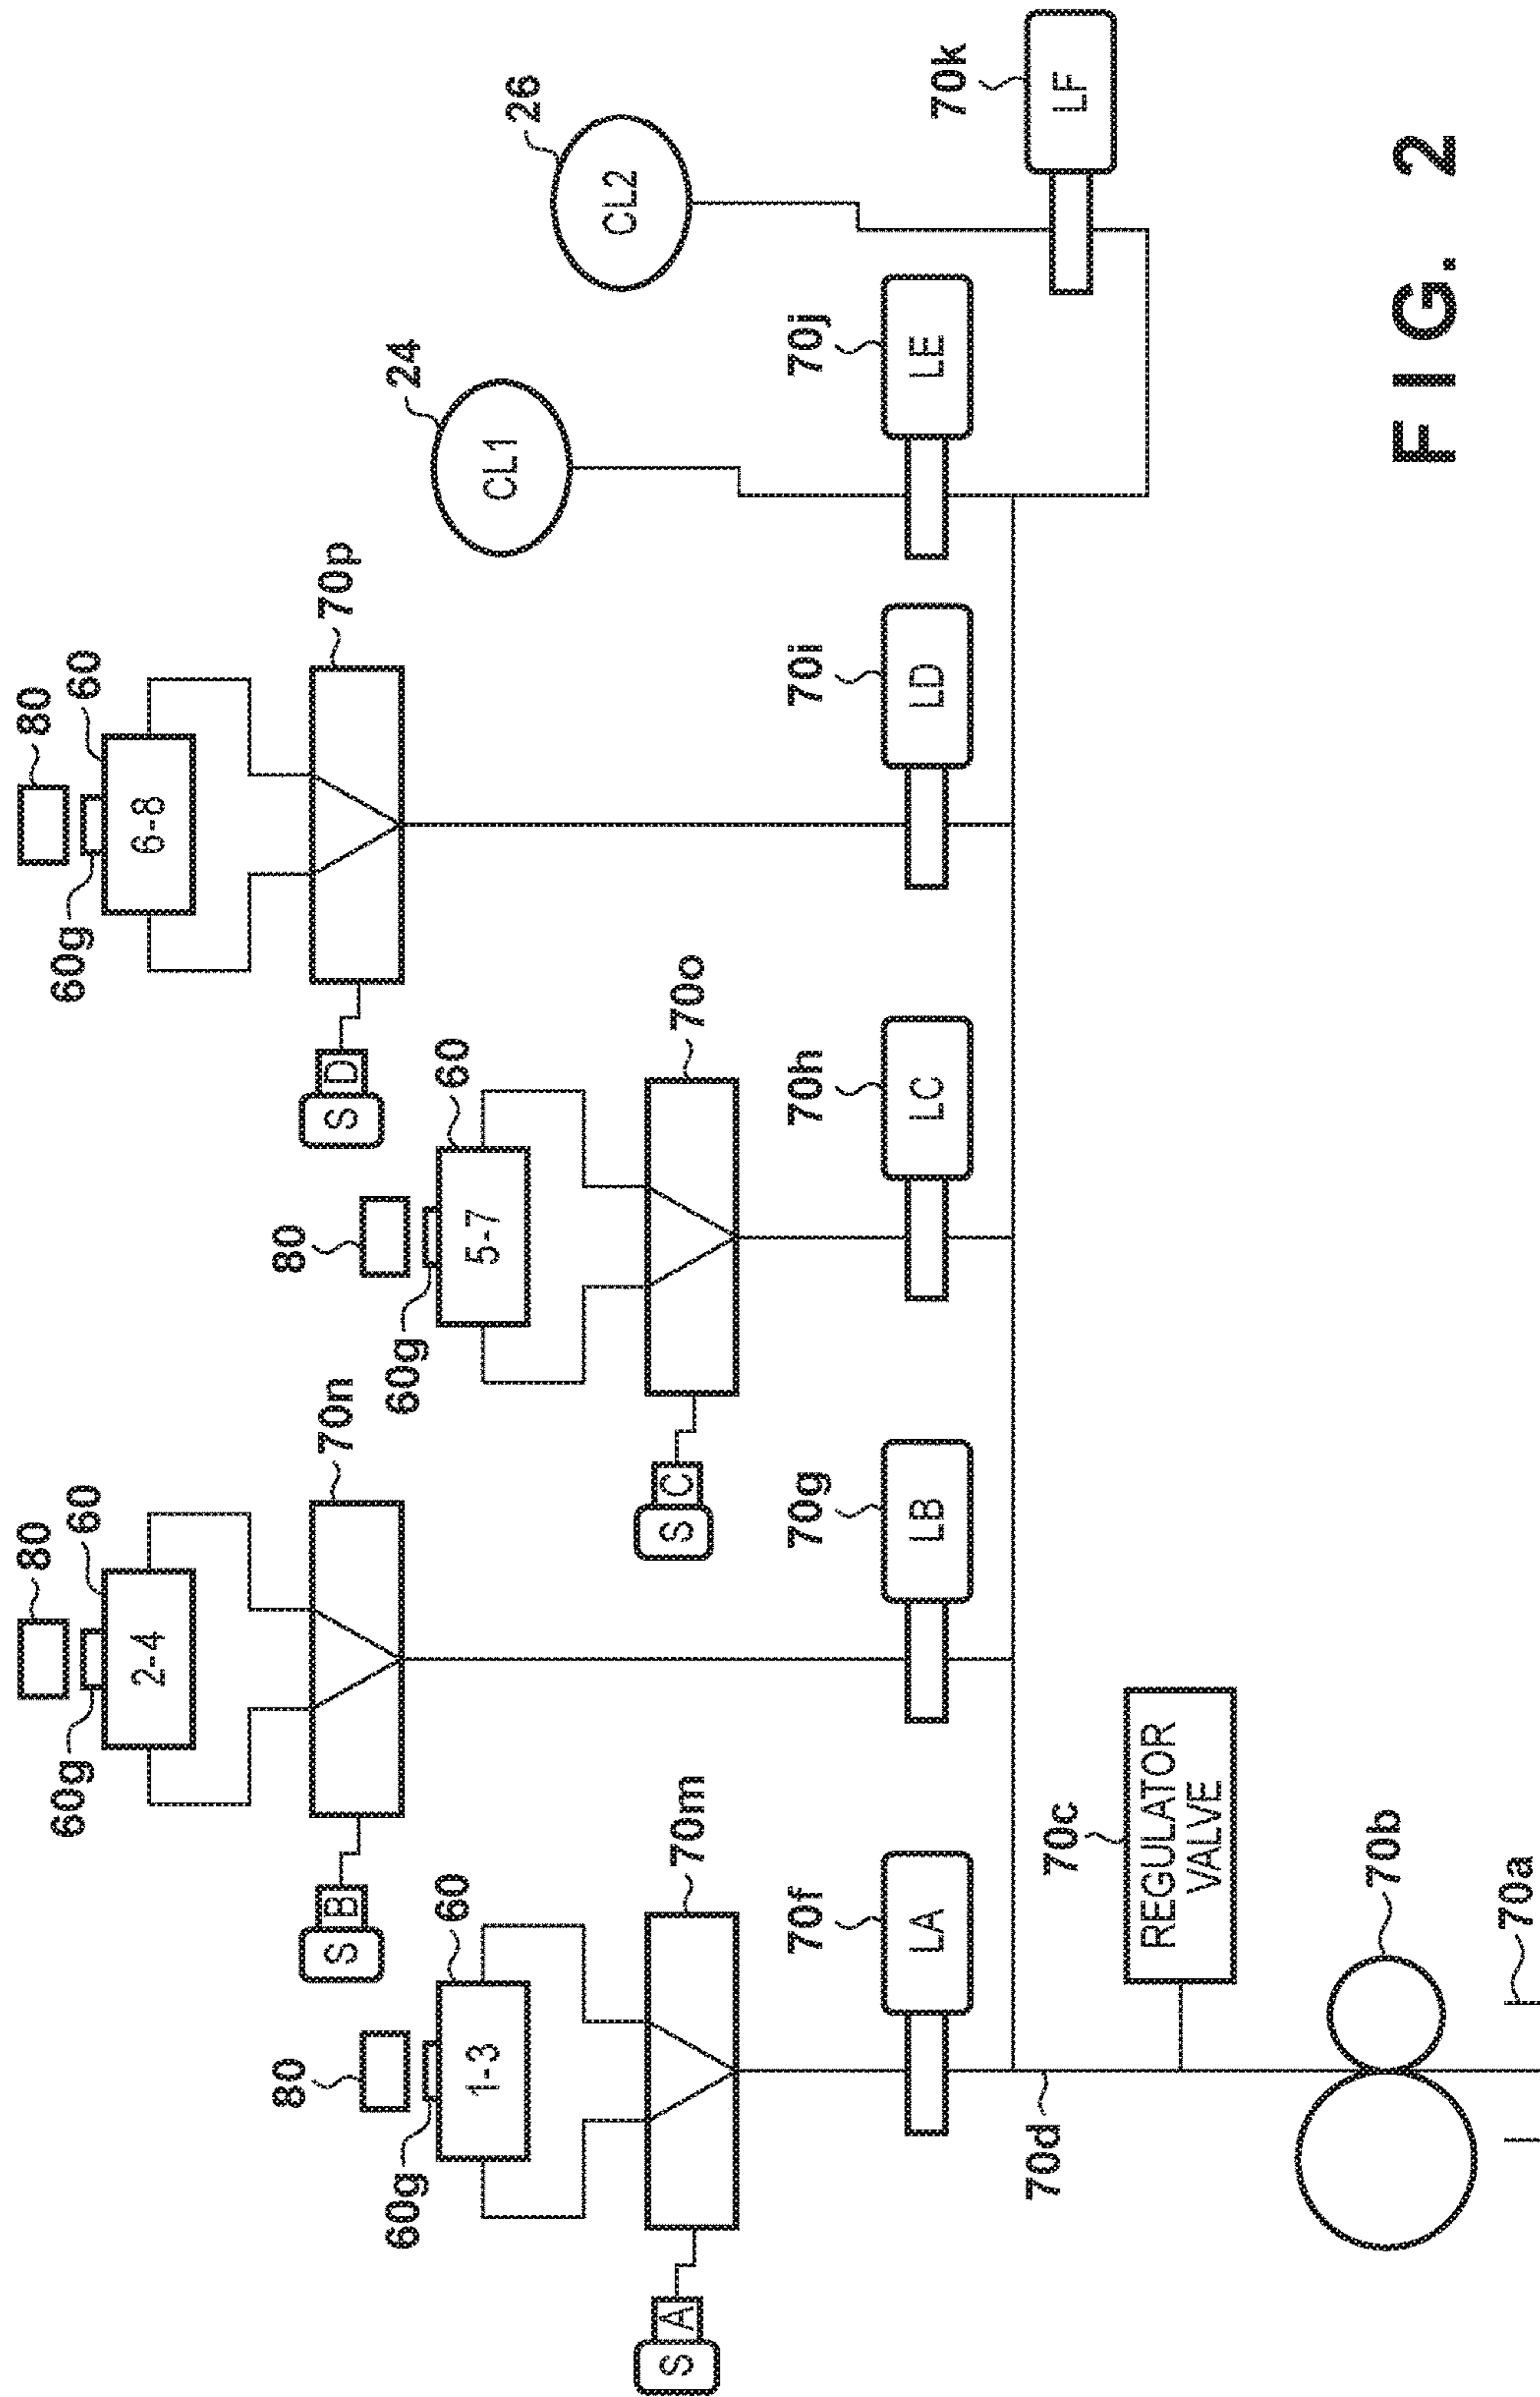 80
60
60g
2-4
70n
S B
80
60
60g
6-8
70p
S D
80
60
60g
1-3
70m
S A
80
60
60g
5-7
70o
S C
24
CL1
26
CL2
70f
LA
70g
LB
70h
LC
70i
LD
70j
LE
70k
LF
70d
70c
REGULATOR
VALVE
70b
70a
FIG. 2